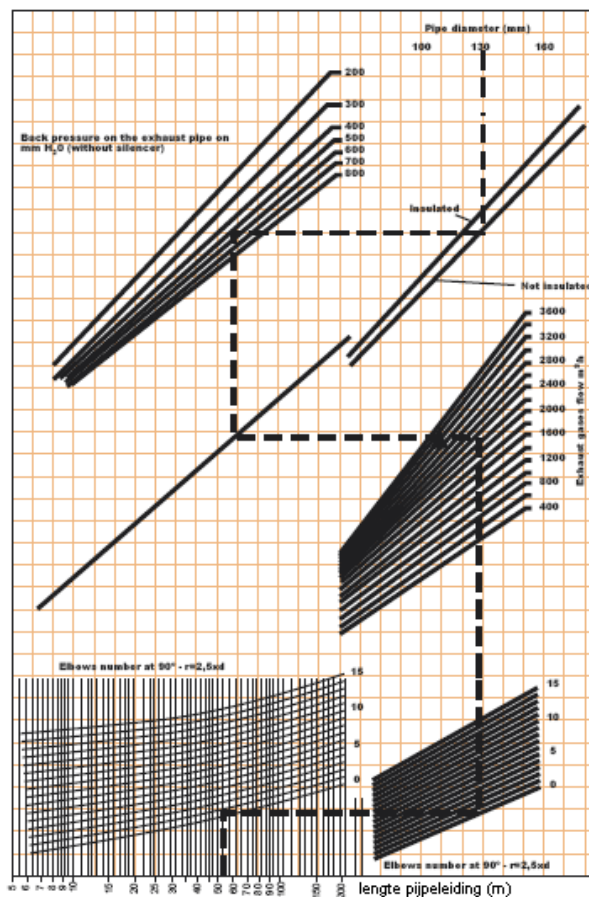 Pipe diameter (mm)
100 130 160
200
300
400
500
600
700
800
Back pressure on the exhaust pipe on
mm H₂O (without silencer)
Insulated
Not insulated
3600
3200
2800
2400
2000
1600
1200
800
400
Exhaust gases flow m³/h
Elbows number at 90° - r=2,5xd
15
10
5
0
15
10
5
0
Elbows number at 90° - r=2,5xd
5 6 7 8 9 10 15 20 25 30 40 50 60 70 80 90 100 150 200
lengte pijpeleiding (m)